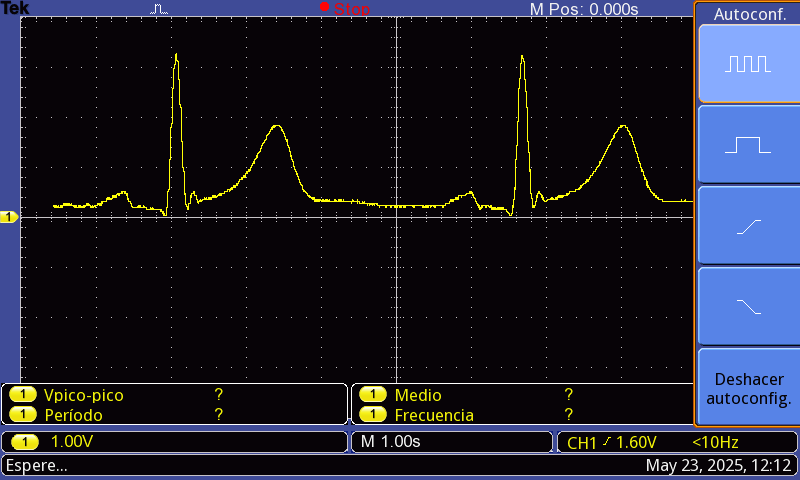 Tek Stop M Pos: 0.000s
Autoconf.
1
Deshacer
autoconfig.
1 Vpico-pico ?
1 Período ?
1 Medio ?
1 Frecuencia ?
1 1.00V
M 1.00s
CH1 1.60V <10Hz
Espere...
May 23, 2025, 12:12